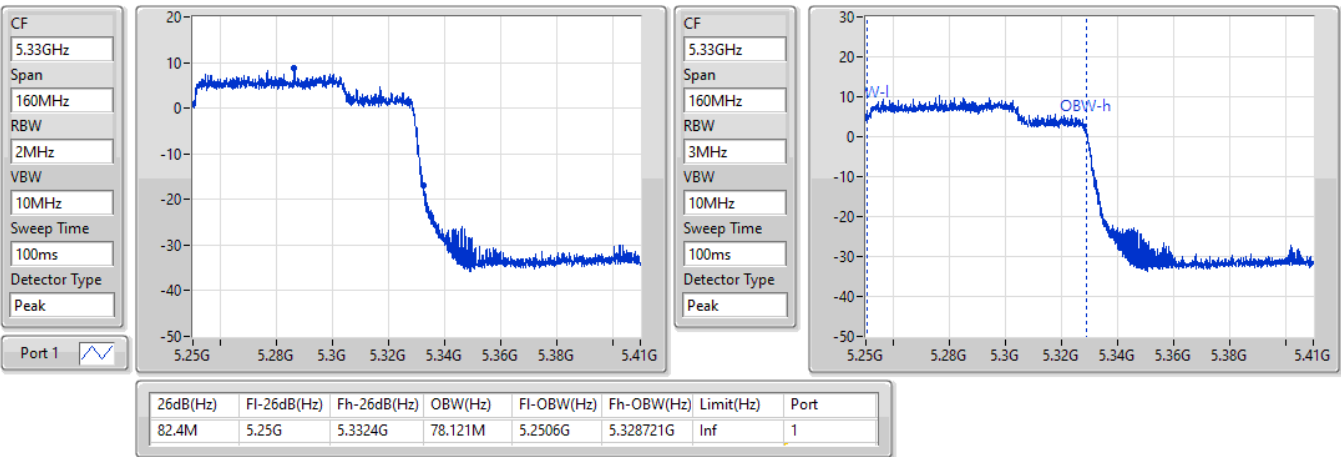 CF
5.33GHz
Span
160MHz
RBW
2MHz
VBW
10MHz
Sweep Time
100ms
Detector Type
Peak
Port 1
20
10
0
-10
-20
-30
-40
-50
5.25G 5.28G 5.3G 5.32G 5.34G 5.36G 5.38G 5.41G
CF
5.33GHz
Span
160MHz
RBW
3MHz
VBW
10MHz
Sweep Time
100ms
Detector Type
Peak
30
20
10
0
-10
-20
-30
-40
-50
W-l
OBW-h
5.25G 5.28G 5.3G 5.32G 5.34G 5.36G 5.38G 5.41G
26dB(Hz) Fl-26dB(Hz) Fh-26dB(Hz) OBW(Hz) Fl-OBW(Hz) Fh-OBW(Hz) Limit(Hz) Port
82.4M 5.25G 5.3324G 78.121M 5.2506G 5.328721G Inf 1